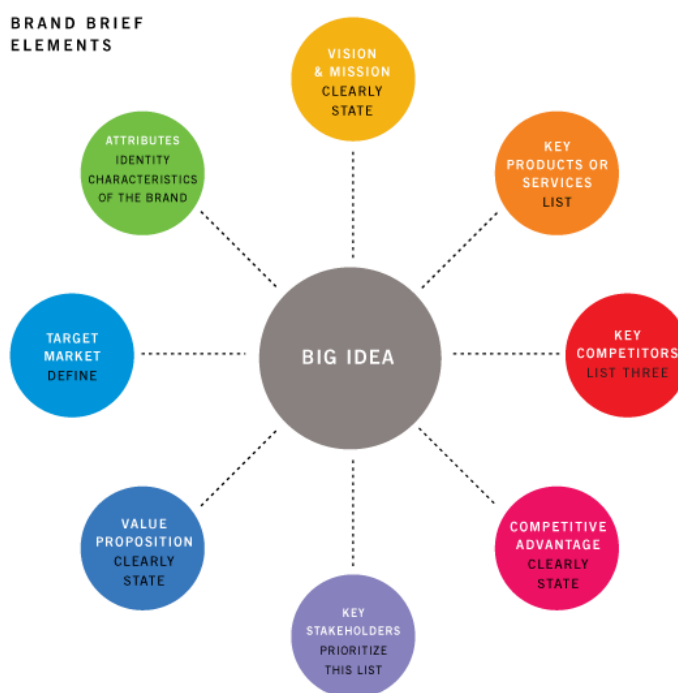 BRAND BRIEF
ELEMENTS
VISION
& MISSION
CLEARLY
STATE
ATTRIBUTES
IDENTITY
CHARACTERISTICS
OF THE BRAND
KEY
PRODUCTS OR
SERVICES
LIST
TARGET
MARKET
DEFINE
BIG IDEA
KEY
COMPETITORS
LIST THREE
VALUE
PROPOSITION
CLEARLY
STATE
COMPETITIVE
ADVANTAGE
CLEARLY
STATE
KEY
STAKEHOLDERS
PRIORITIZE
THIS LIST